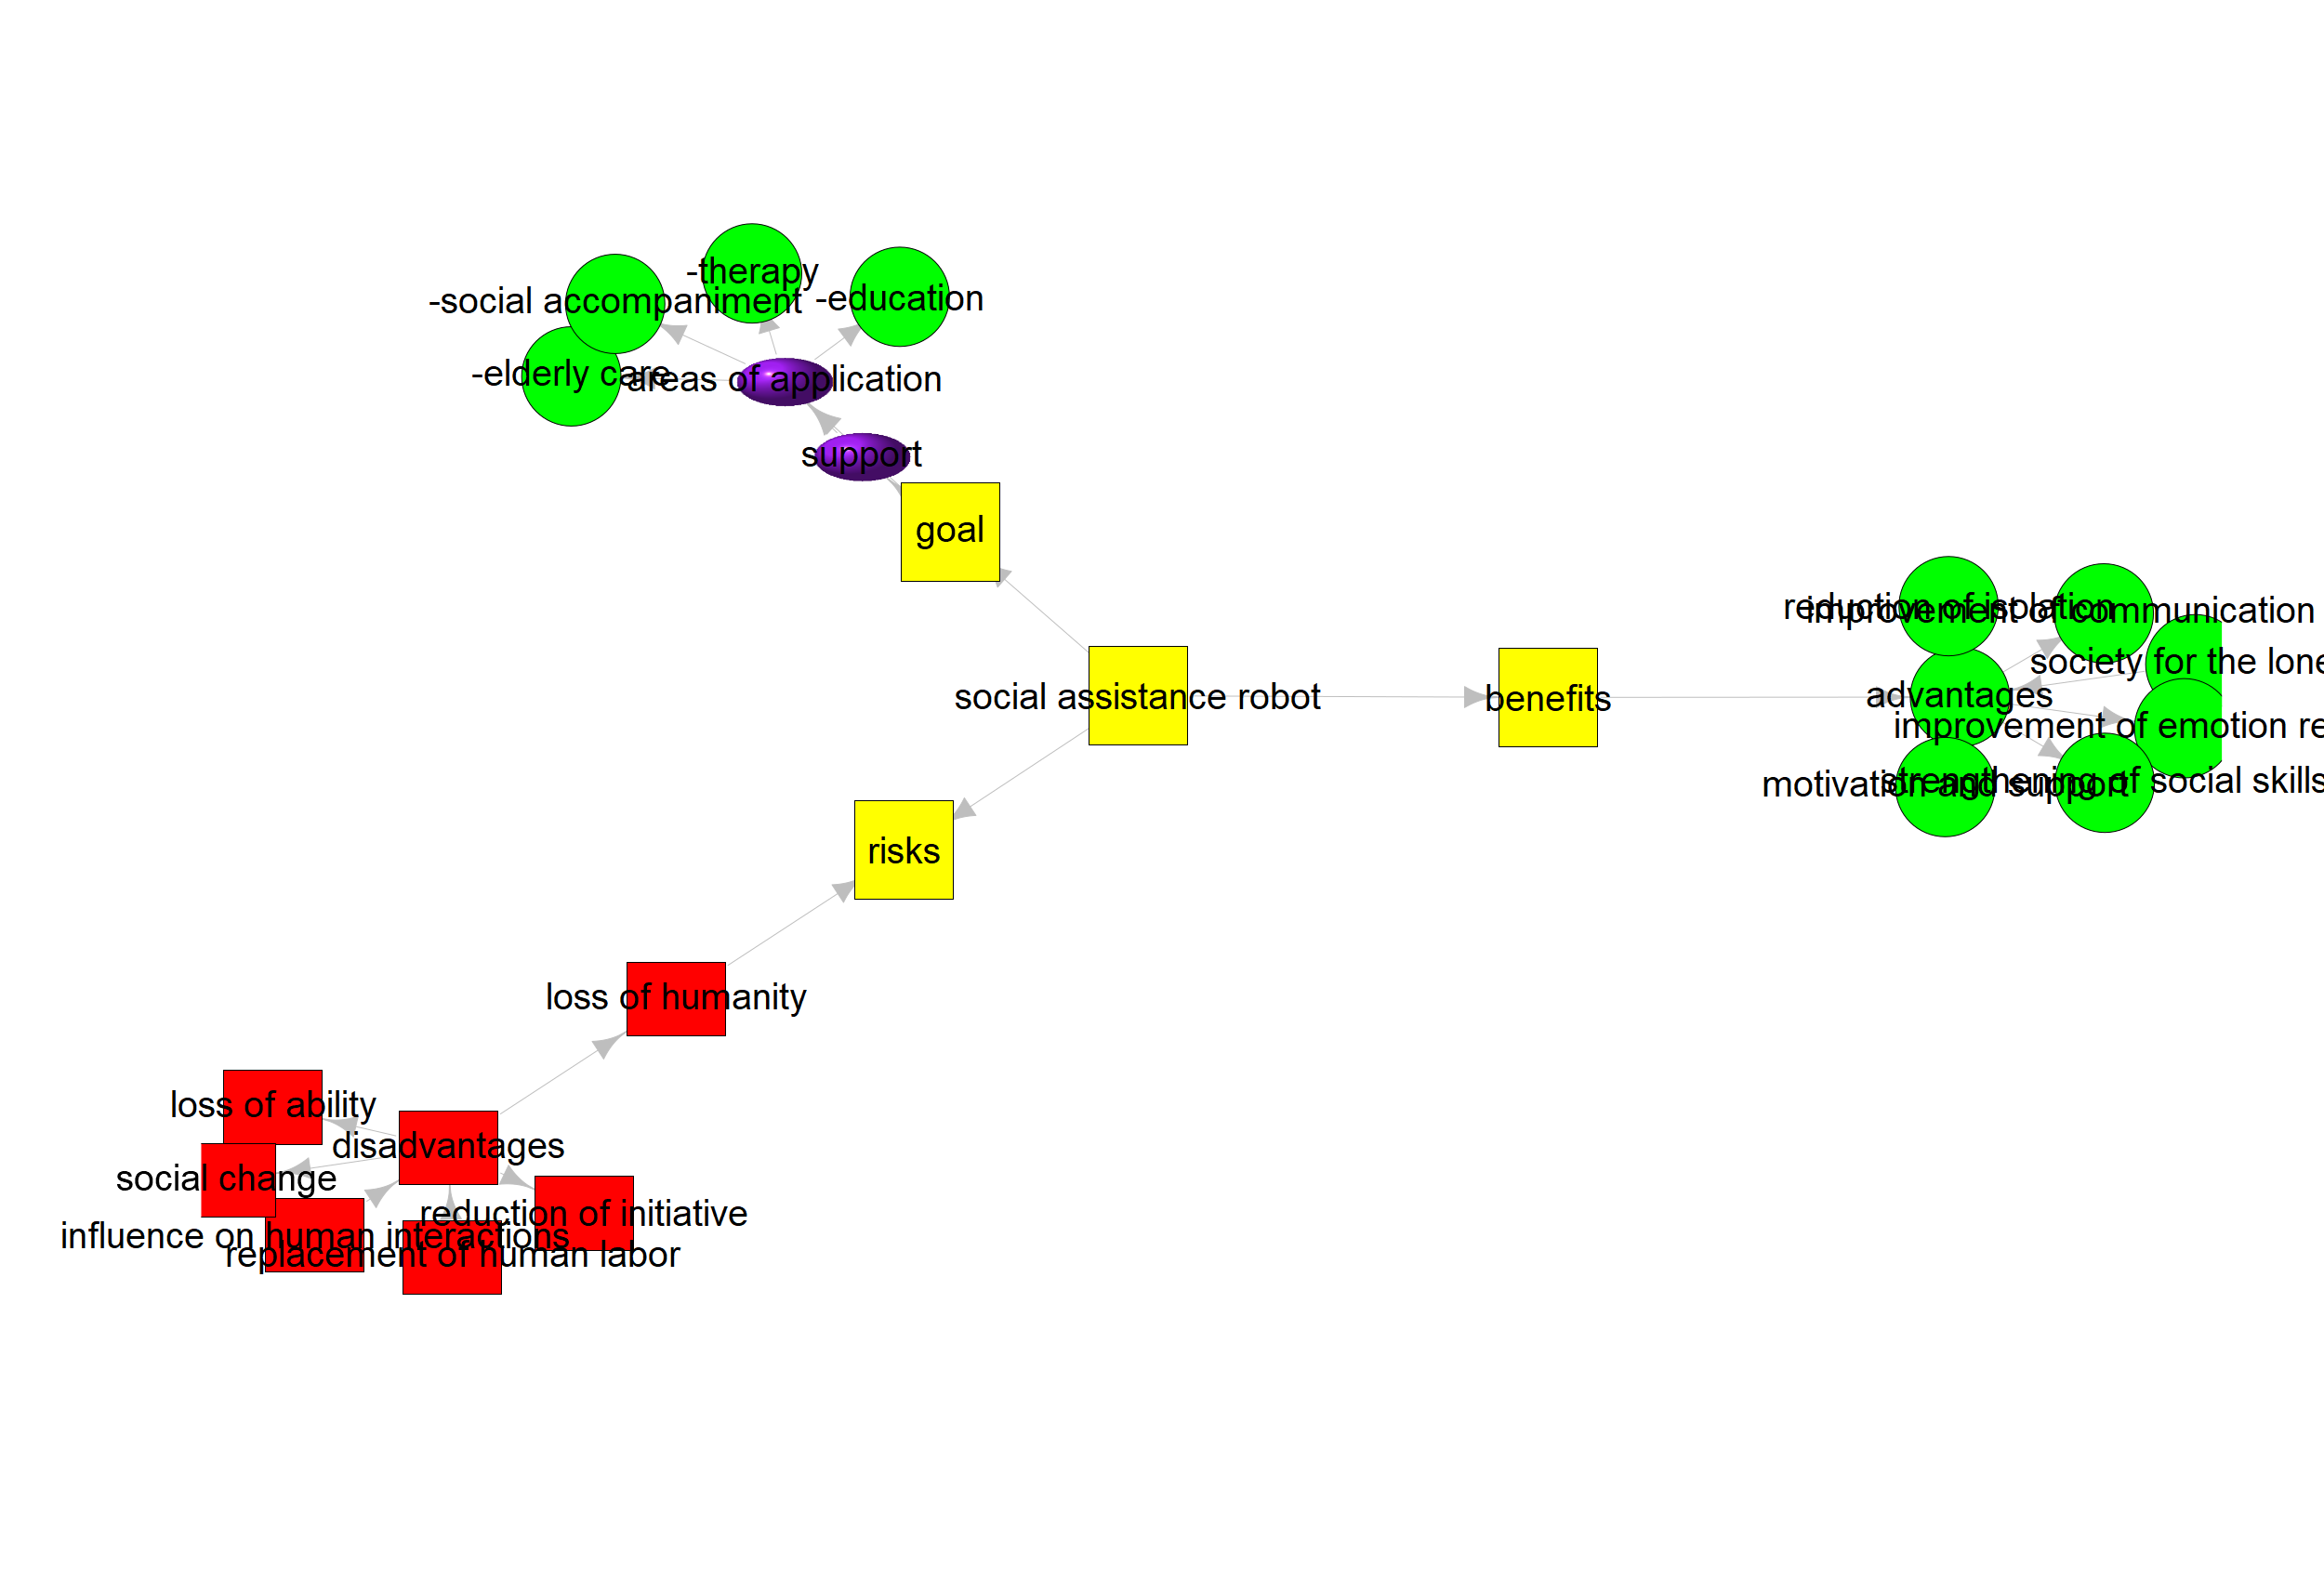 -therapy
-social accompaniment
-education
-elderly care
areas of application
support
goal
reduction of isolation
improvement of communication
society for the lone
social assistance robot
benefits
advantages
improvement of emotion re
motivation and support
strengthening of social skills
risks
loss of humanity
loss of ability
disadvantages
social change
reduction of initiative
influence on human interactions
replacement of human labor